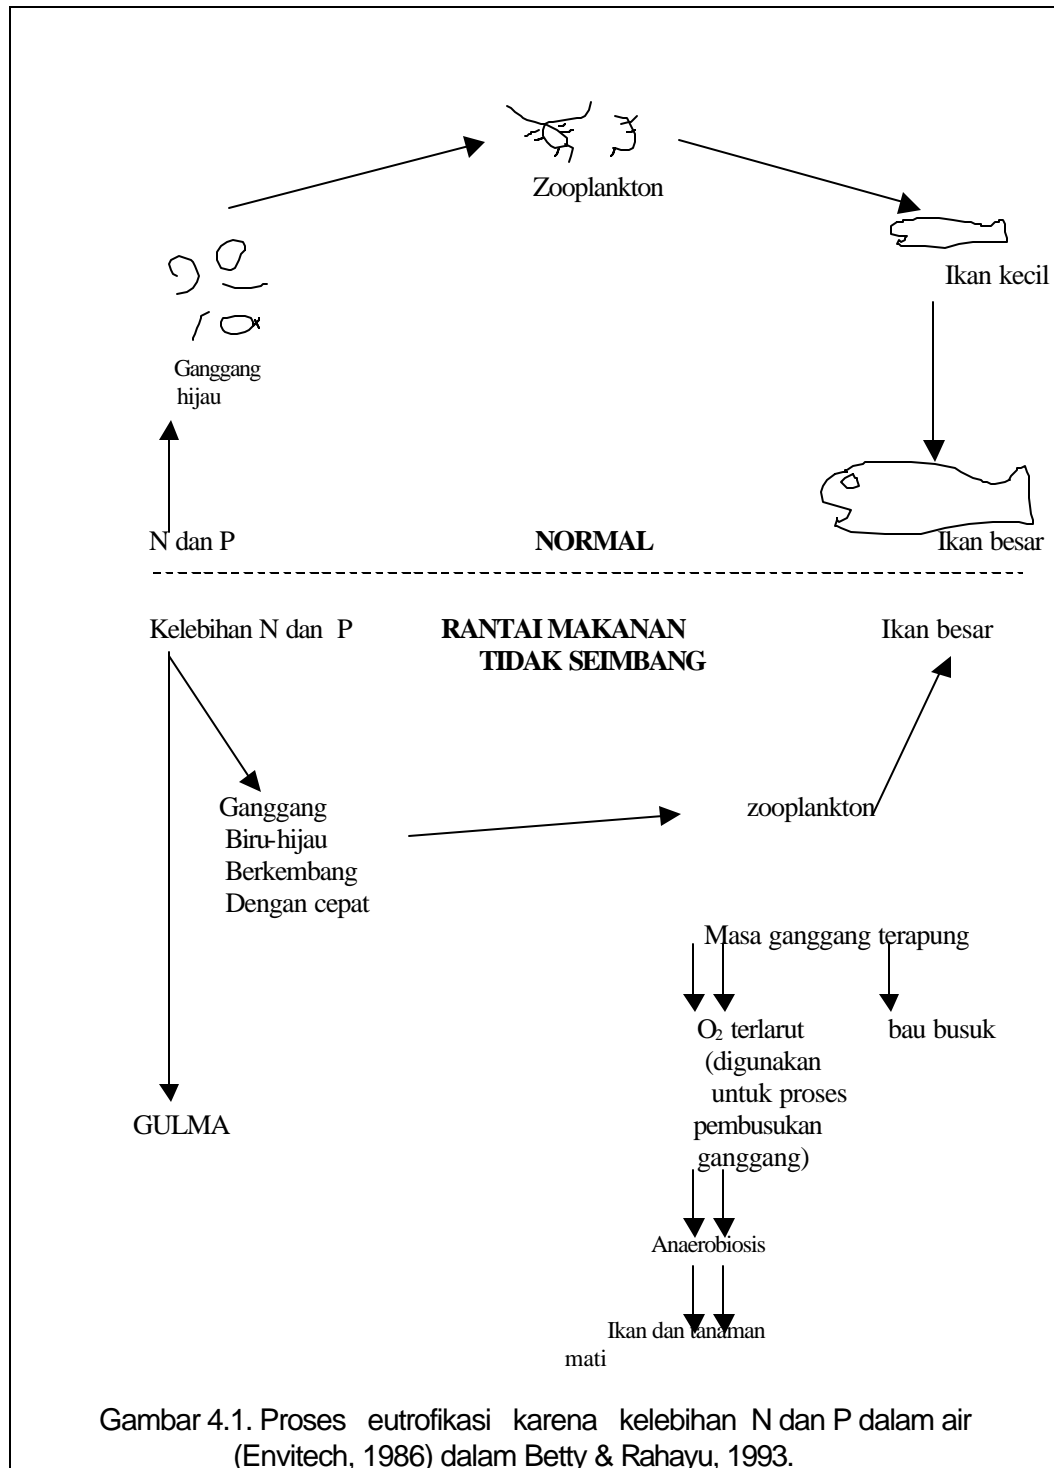 Zooplankton
Ikan kecil
Ganggang
hijau
N dan P
NORMAL
Ikan besar
Kelebihan N dan P
RANTAI MAKANAN
TIDAK SEIMBANG
Ikan besar
Ganggang
Biru-hijau
Berkembang
Dengan cepat
zooplankton
Masa ganggang terapung
O₂ terlarut
(digunakan
untuk proses
pembusukan
ganggang)
bau busuk
GULMA
Anaerobiosis
Ikan dan tanaman
mati
Gambar 4.1. Proses eutrofikasi karena kelebihan N dan P dalam air
(Envitech, 1986) dalam Betty & Rahayu, 1993.